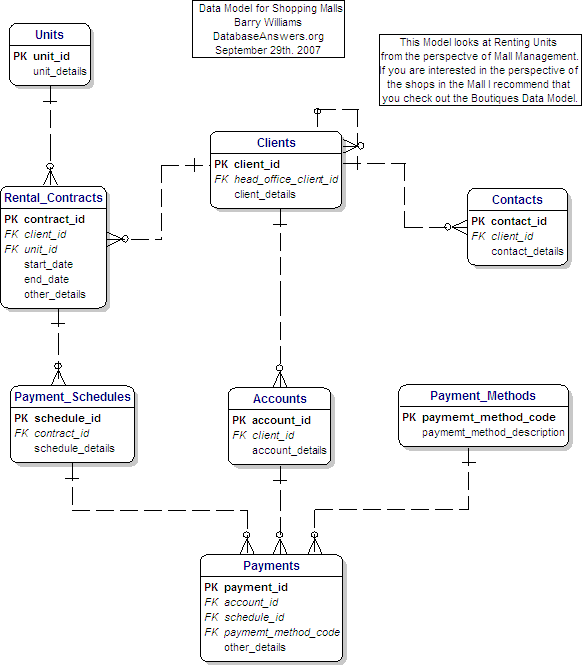 Data Model for Shopping Malls
Barry Williams
DatabaseAnswers.org
September 29th. 2007
This Model looks at Renting Units
from the perspectve of Mall Management.
If you are interested in the perspective of
the shops in the Mall I recommend that
you check out the Boutiques Data Model.
Units
PK unit_id
unit_details
Clients
PK client_id
FK head_office_client_id
client_details
Rental_Contracts
PK contract_id
FK client_id
FK unit_id
start_date
end_date
other_details
Contacts
PK contact_id
FK client_id
contact_details
Payment_Schedules
PK schedule_id
FK contract_id
schedule_details
Accounts
PK account_id
FK client_id
account_details
Payment_Methods
PK paymemt_method_code
paymemt_method_description
Payments
PK payment_id
FK account_id
FK schedule_id
FK paymemt_method_code
other_details